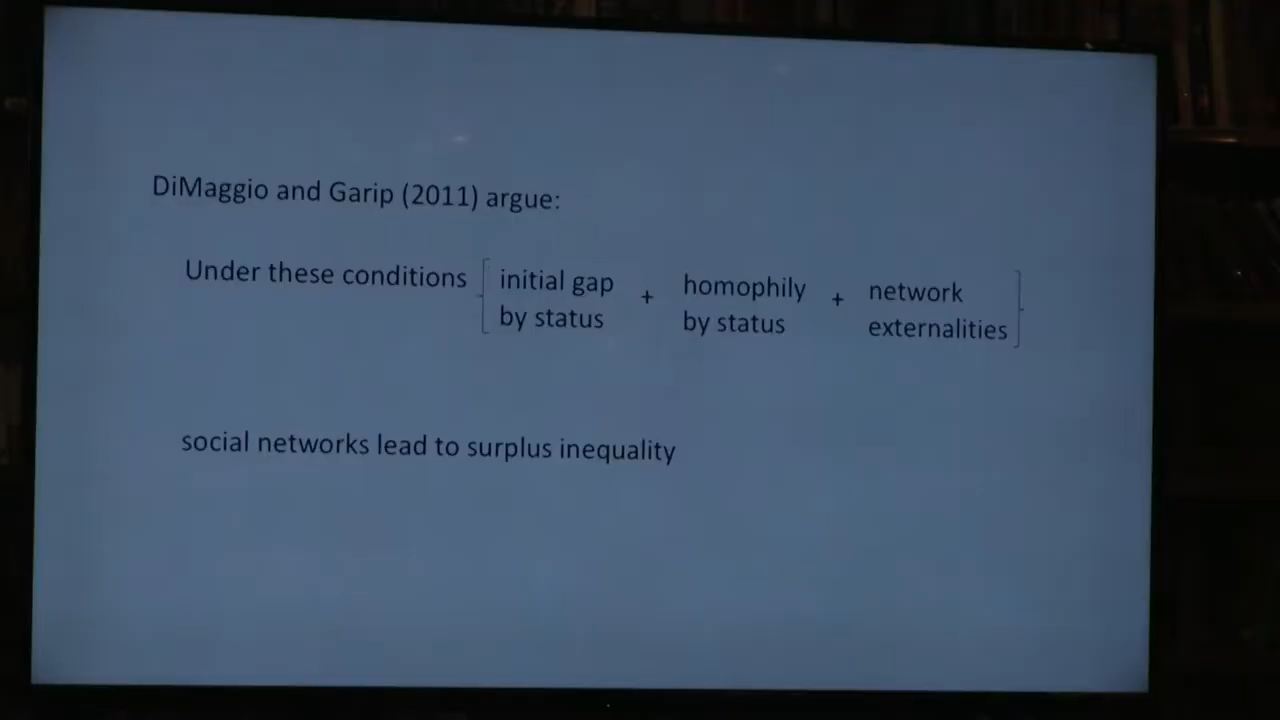 DiMaggio and Garip (2011) argue:
Under these conditions
initial gap
by status
+
homophily
by status
+
network
externalities
social networks lead to surplus inequality